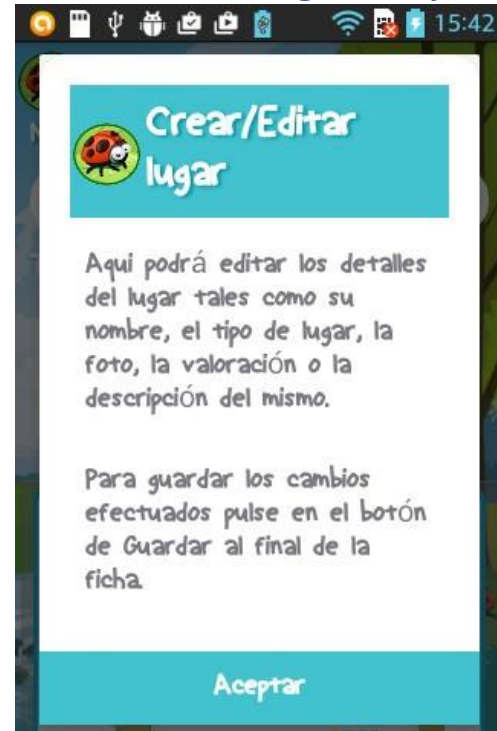 15:42
Crear/Editar
lugar
Aqui podrá editar los detalles
del lugar tales como su
nombre, el tipo de lugar, la
foto, la valoración o la
descripción del mismo.
Para guardar los cambios
efectuados pulse en el botón
de Guardar al final de la
ficha.
Aceptar